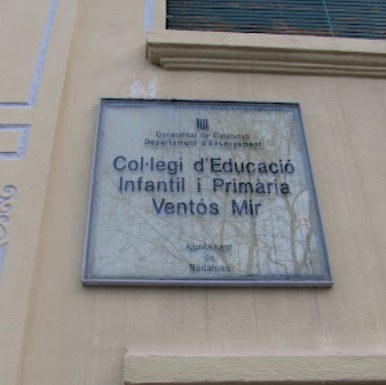 Generalitat de Catalunya
Departament d'Ensenyament
Col·legi d'Educació
Infantil i Primària
Ventós Mir
Ajuntament
de
Badalona